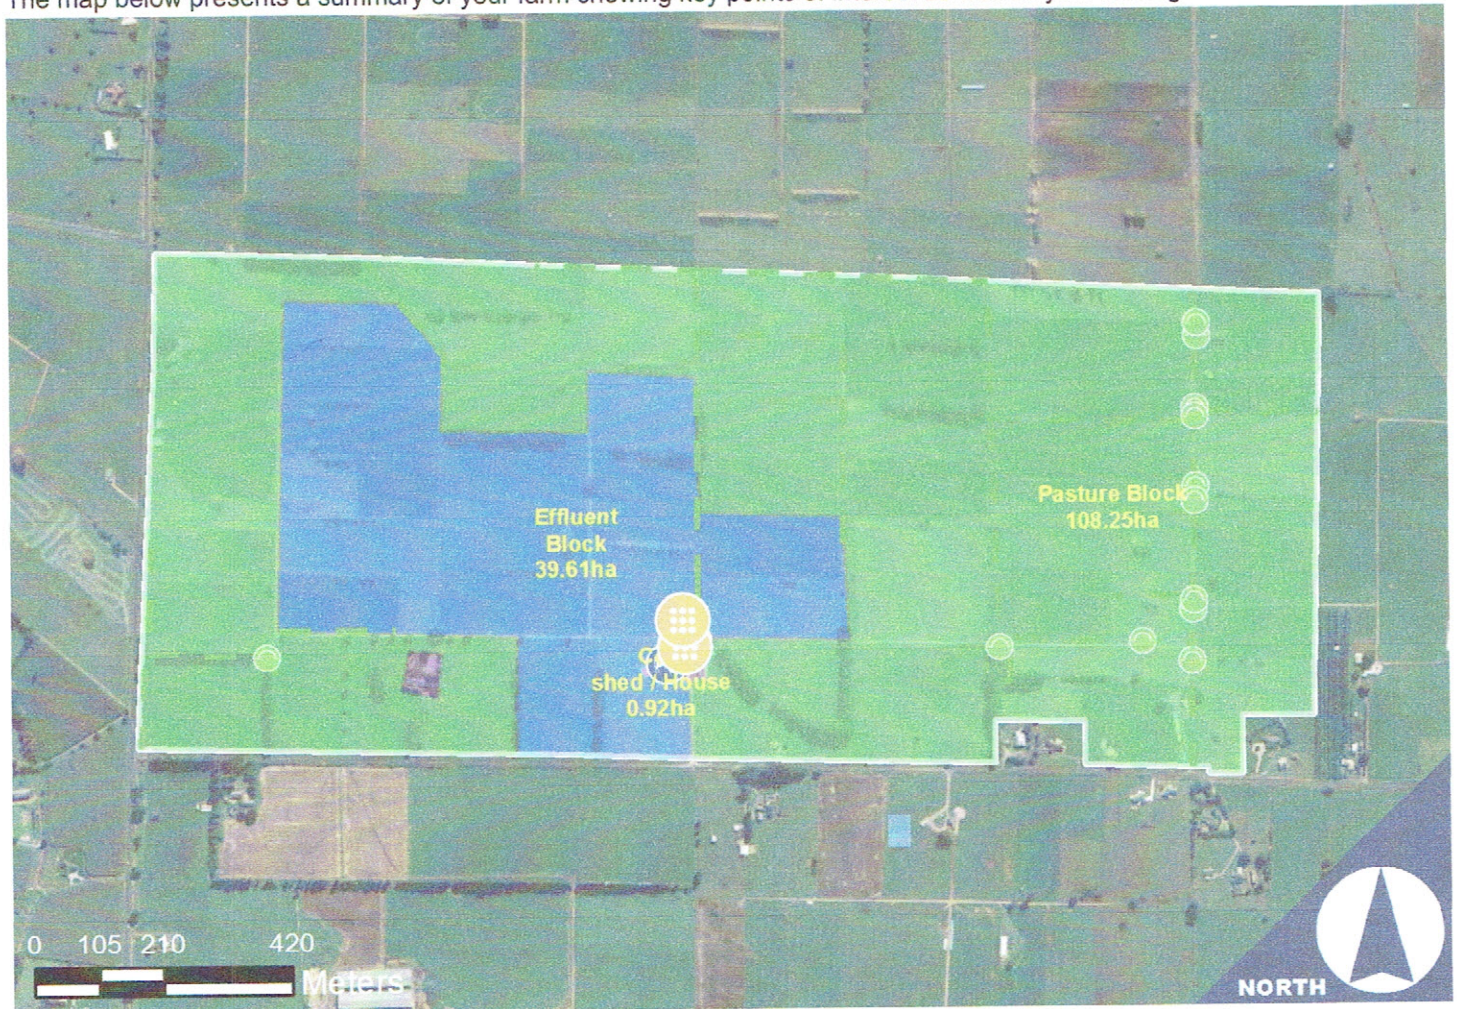 Pasture Block
108.25ha
Effluent
Block
39.61ha
shed / House
0.92ha
0 105 210 420
Meters
NORTH